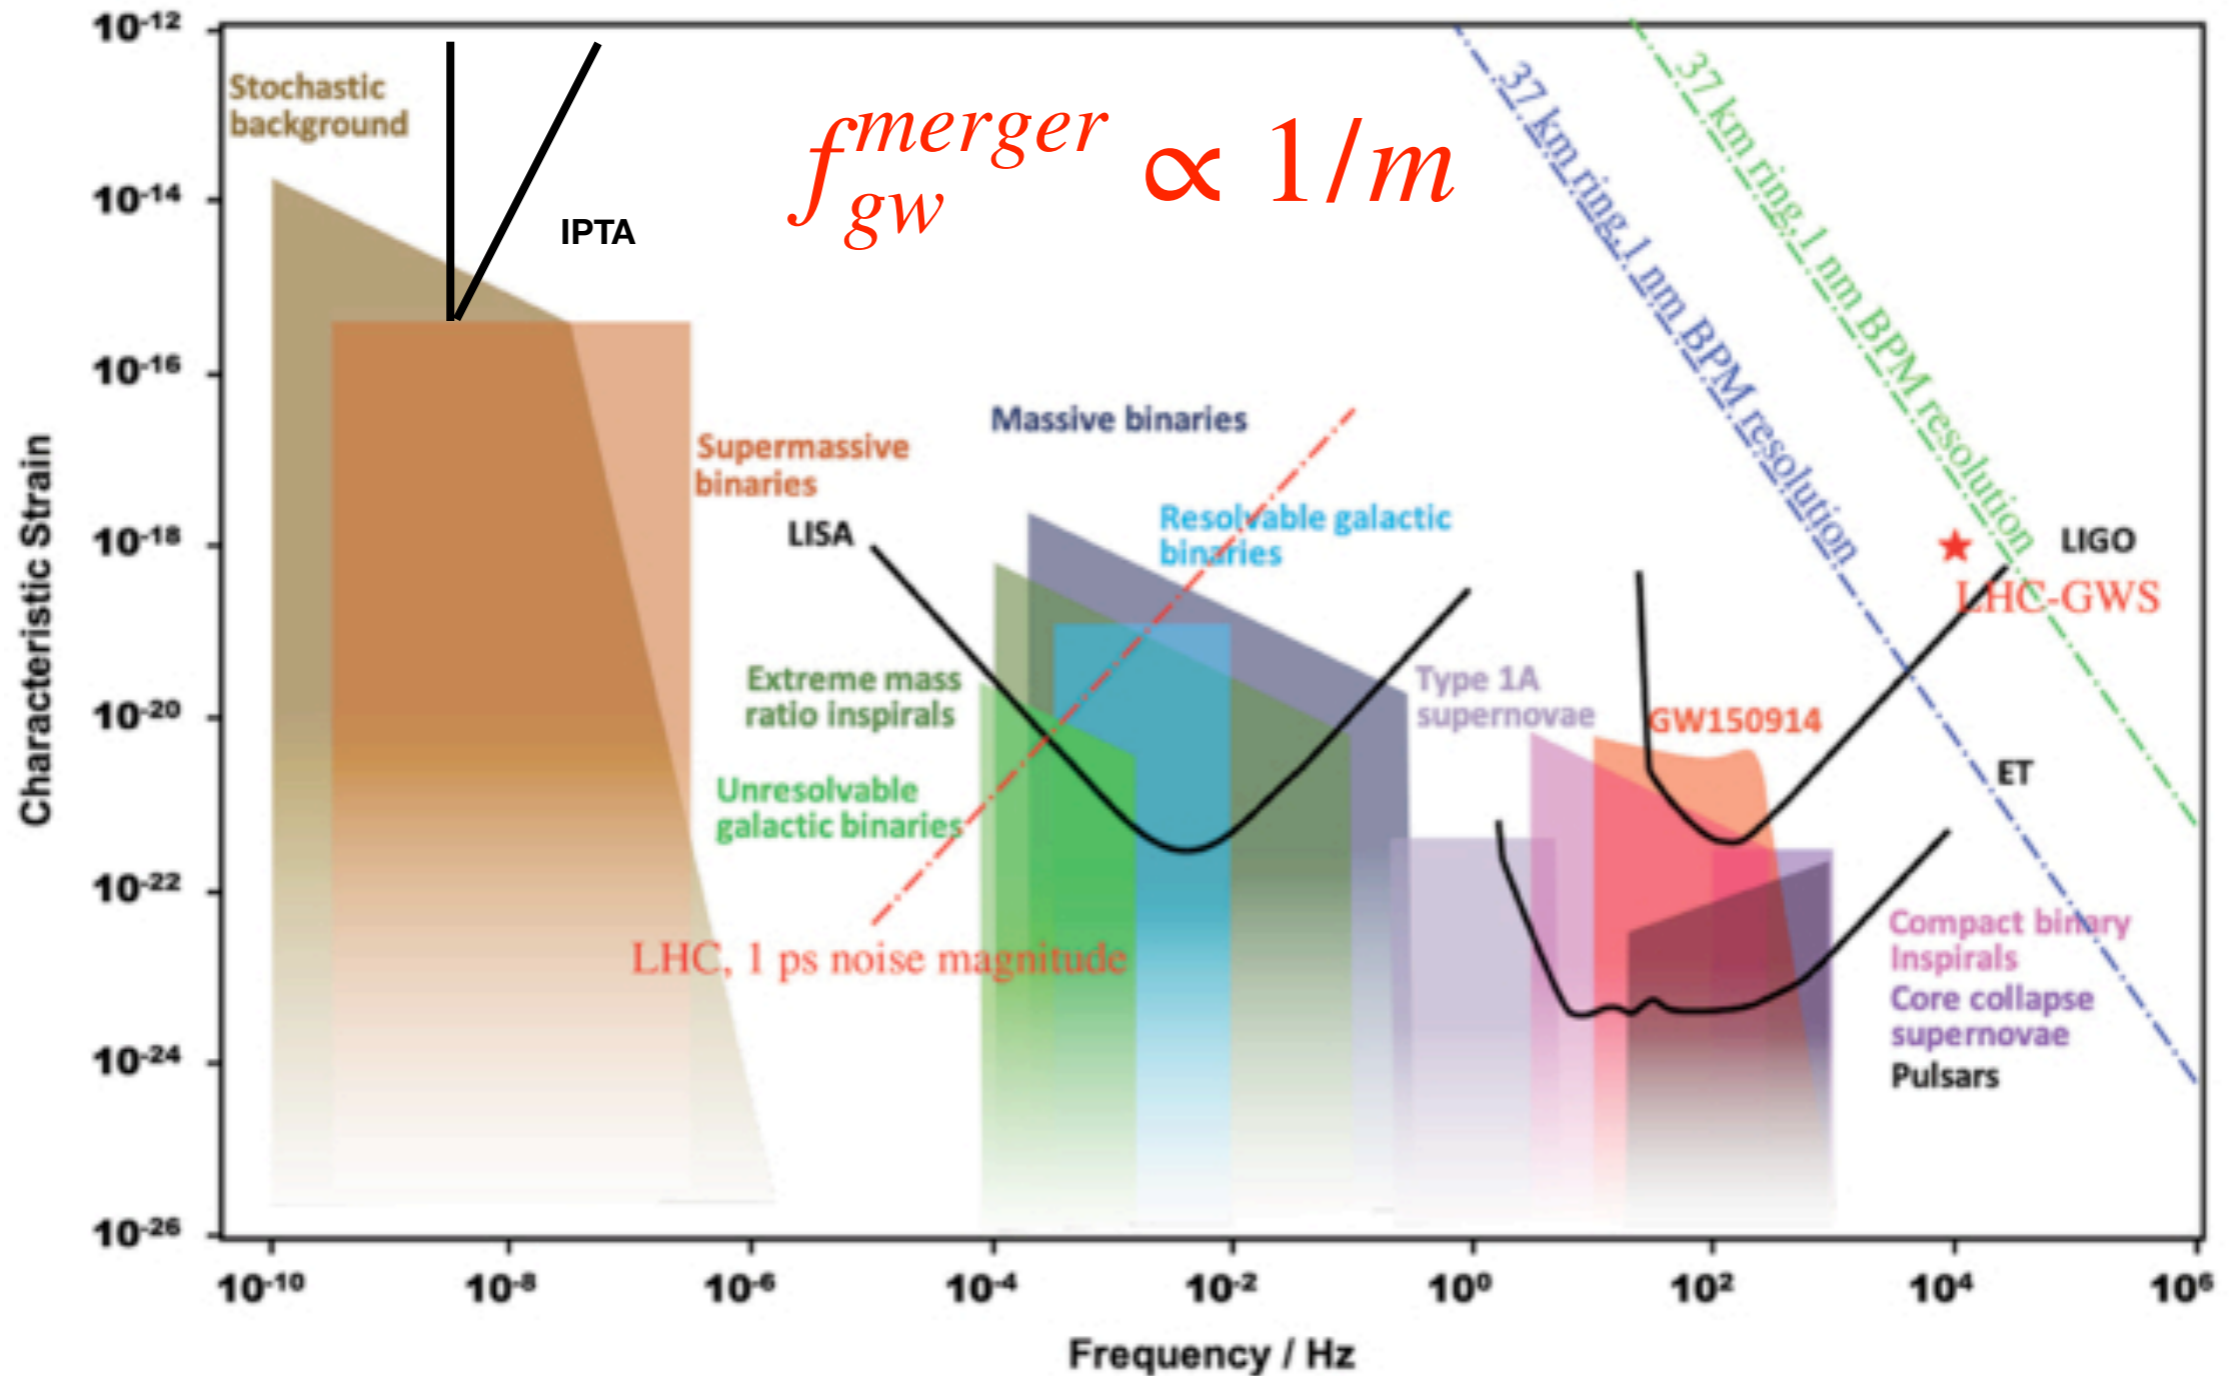 10-12
10-14
10-16
10-18
10-20
10-22
10-24
10-26
Characteristic Strain
Stochastic
background
IPTA
f_gw^merger ∝ 1/m
37 km ring,1 nm BPM resolution
37 km ring,1 nm BPM resolution
Supermassive
binaries
Massive binaries
LISA
Resolvable galactic
binaries
LIGO
LHC-GWS
Extreme mass
ratio inspirals
Type 1A
supernovae
GW150914
Unresolvable
galactic binaries
ET
LHC, 1 ps noise magnitude
Compact binary
Inspirals
Core collapse
supernovae
Pulsars
10-10
10-8
10-6
10-4
10-2
100
102
104
106
Frequency / Hz